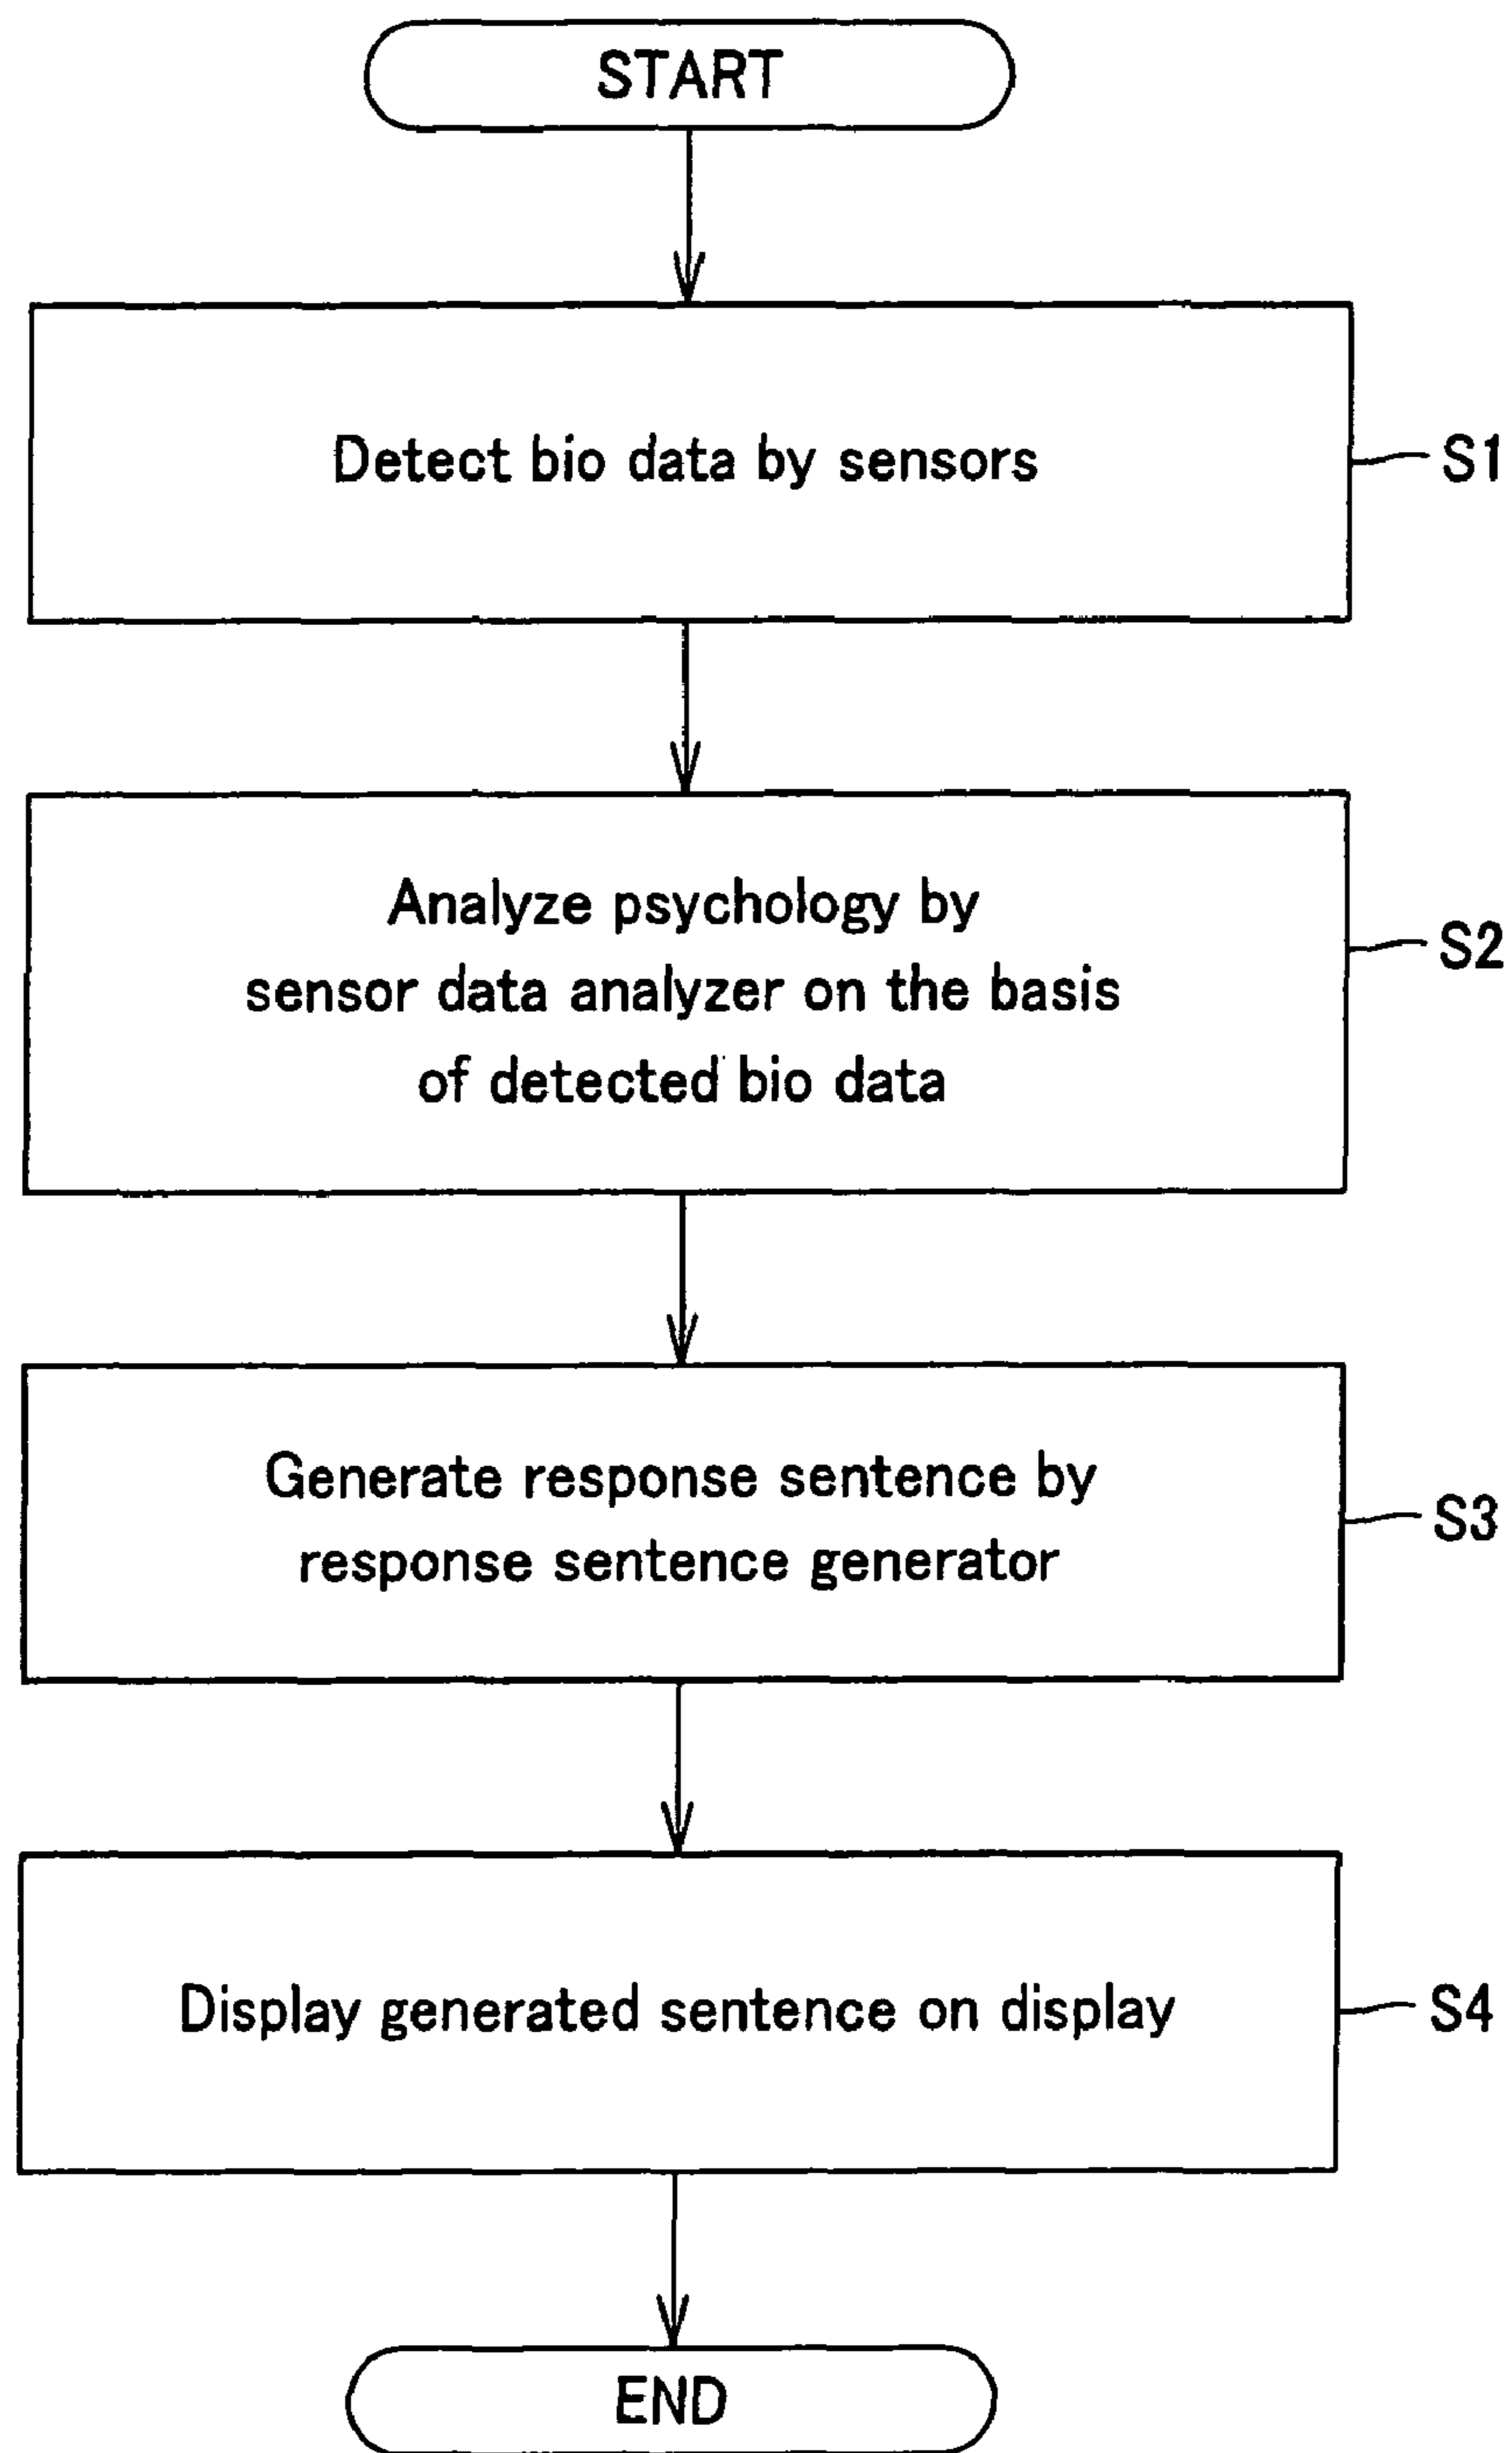 START
Detect bio data by sensors
S1
Analyze psychology by
sensor data analyzer on the basis
of detected bio data
S2
Generate response sentence by
response sentence generator
S3
Display generated sentence on display
S4
END